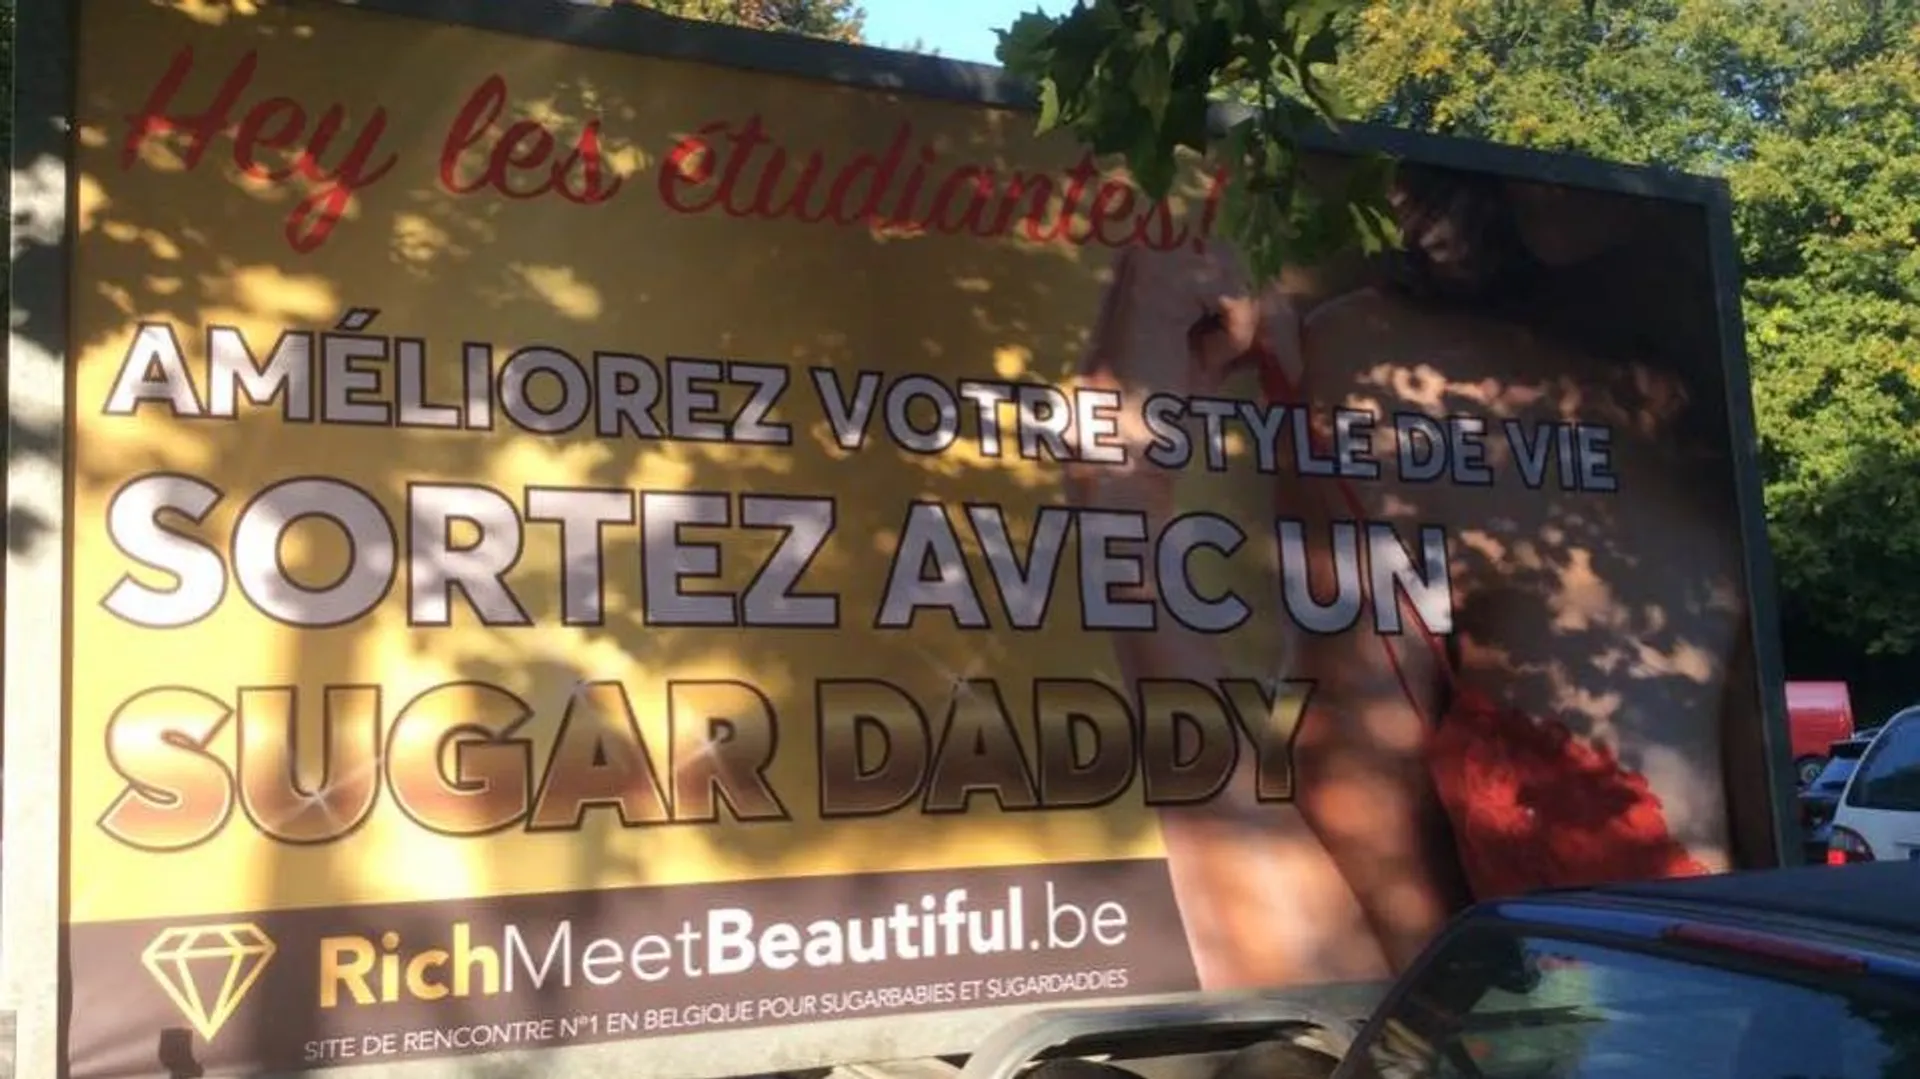 Hey les étudiantes!
AMÉLIOREZ VOTRE STYLE DE VIE
SORTEZ AVEC UN
SUGAR DADDY
RichMeetBeautiful.be
SITE DE RENCONTRE N°1 EN BELGIQUE POUR SUGARBABIES ET SUGARDADDIES